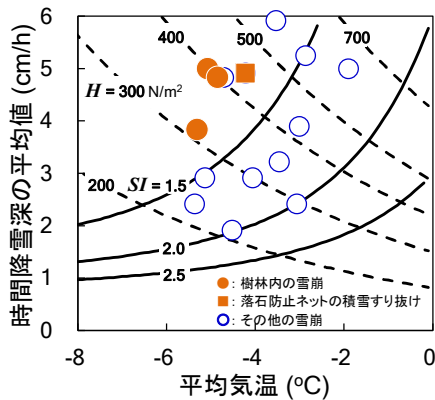 時間降雪深の平均値 (cm/h)
6
5
4
3
2
1
0
400
500
700
H = 300 N/m²
200
SI = 1.5
2.0
2.5
●: 樹林内の雪崩
■: 落石防止ネットの積雪すり抜け
○: その他の雪崩
-8
-6
-4
-2
0
平均気温 (°C)